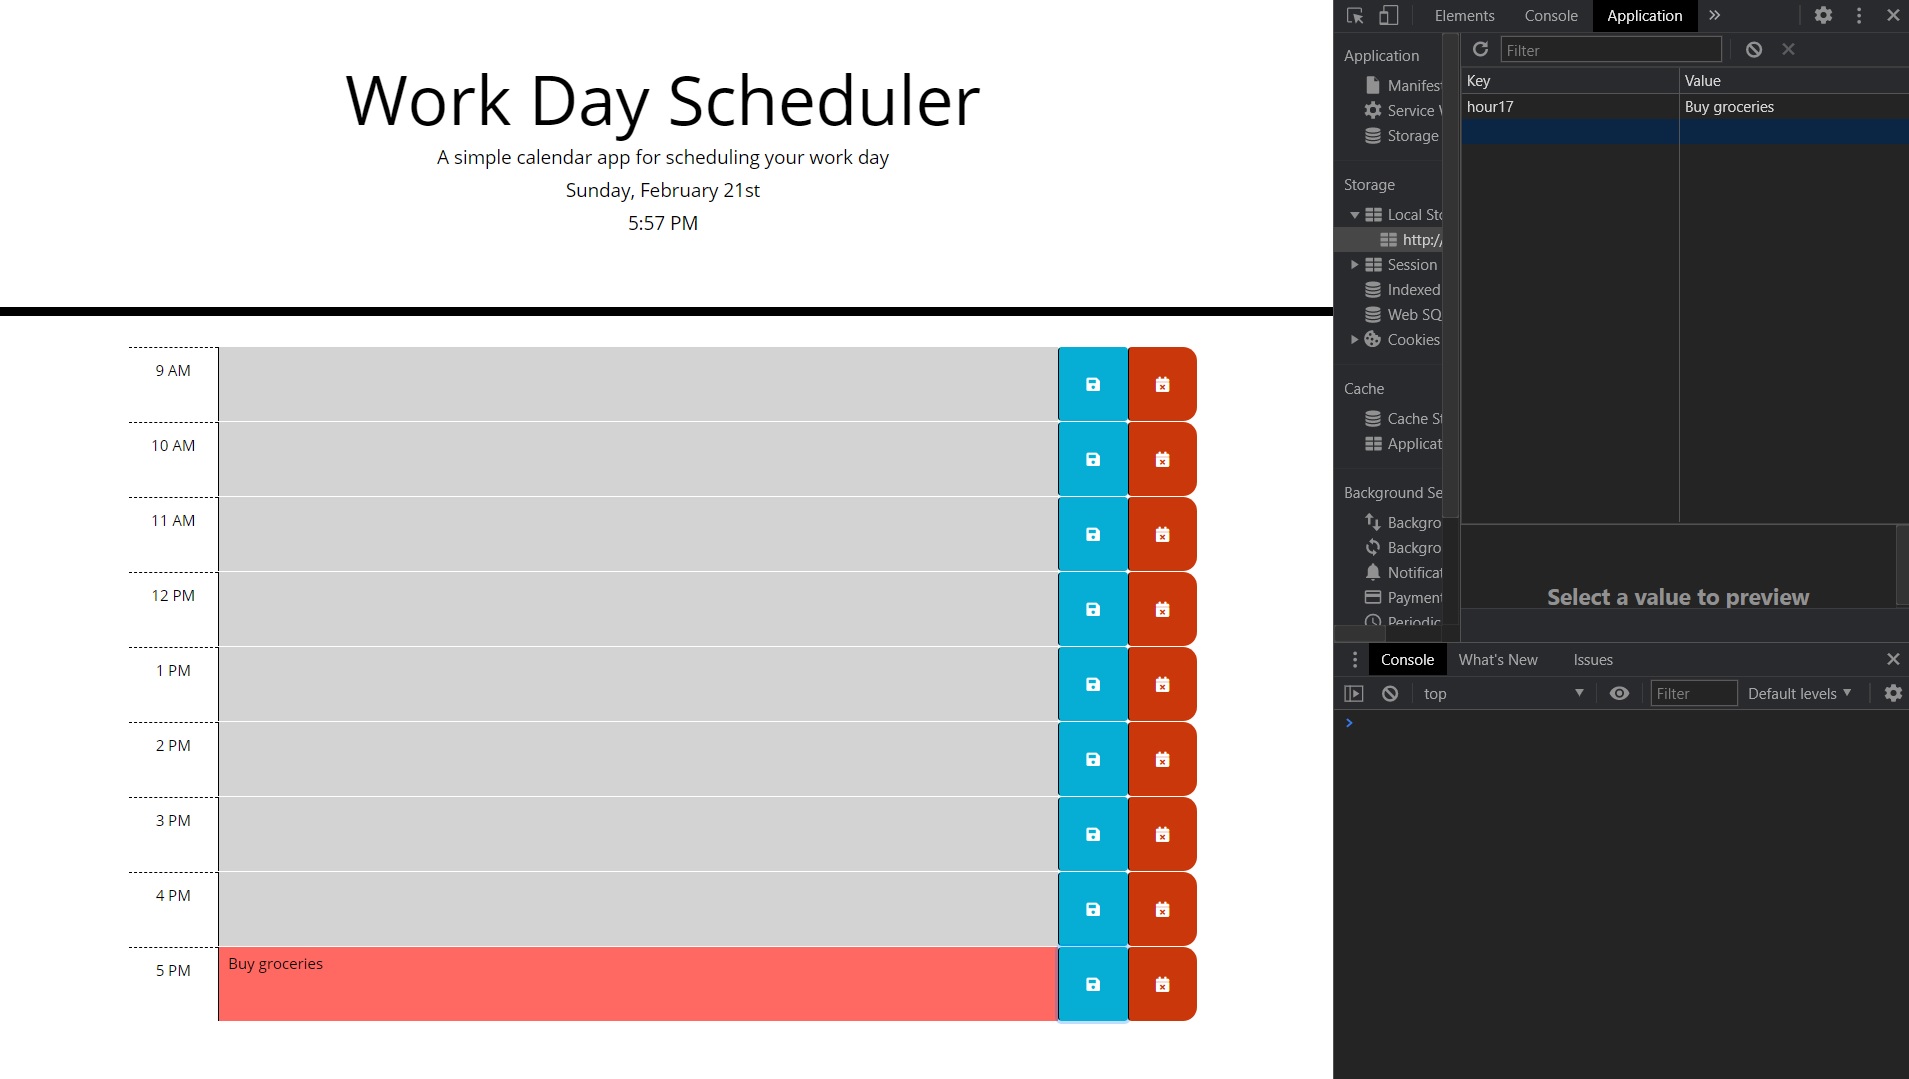 Work Day Scheduler
A simple calendar app for scheduling your work day
Sunday, February 21st
5:57 PM
9 AM
10 AM
11 AM
12 PM
1 PM
2 PM
3 PM
4 PM
5 PM Buy groceries
Elements Console Application
Application
Manifes
Service
Storage
Storage
Local Sto
http://
Session
Indexed
Web SQ
Cookies
Cache
Cache St
Applicat
Background Se
Backgro
Backgro
Notificat
Payment
Periodic
Filter
Key Value
hour17 Buy groceries
Select a value to preview
Console What's New Issues
top Filter Default levels